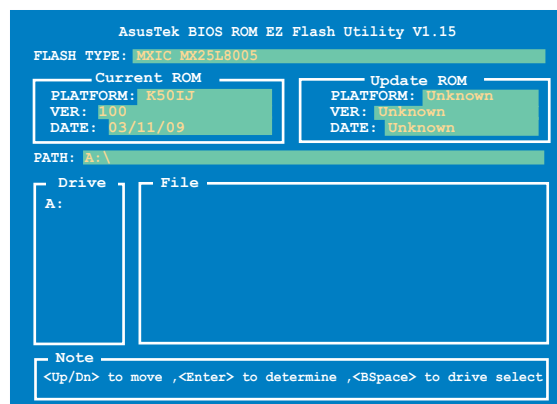 AsusTek BIOS ROM EZ Flash Utility V1.15
FLASH TYPE: MXIC MX25L8005
Current ROM
PLATFORM: K50IJ
VER: 100
DATE: 03/11/09
Update ROM
PLATFORM: Unknown
VER: Unknown
DATE: Unknown
PATH: A:\
Drive
A:
File
Note
<Up/Dn> to move ,<Enter> to determine ,<BSpace> to drive select